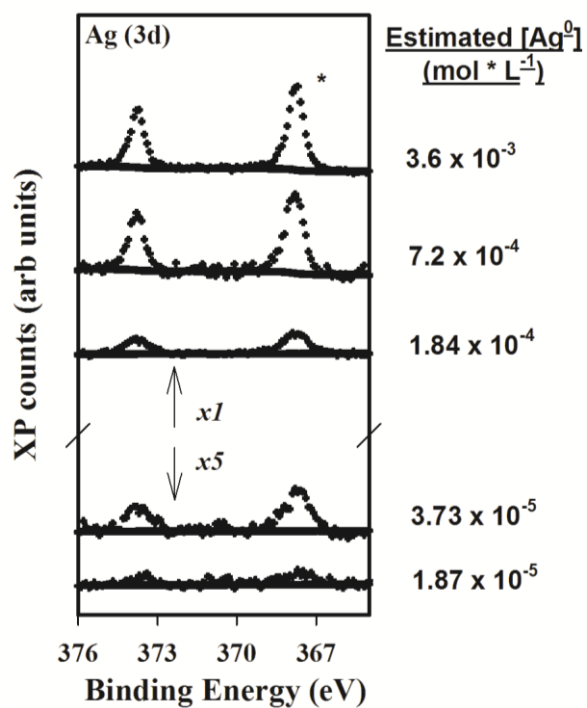 Ag (3d)
*
Estimated [Ag⁰]
(mol * L⁻¹)
3.6 x 10⁻³
7.2 x 10⁻⁴
1.84 x 10⁻⁴
x1
x5
3.73 x 10⁻⁵
1.87 x 10⁻⁵
XP counts (arb units)
376 373 370 367
Binding Energy (eV)